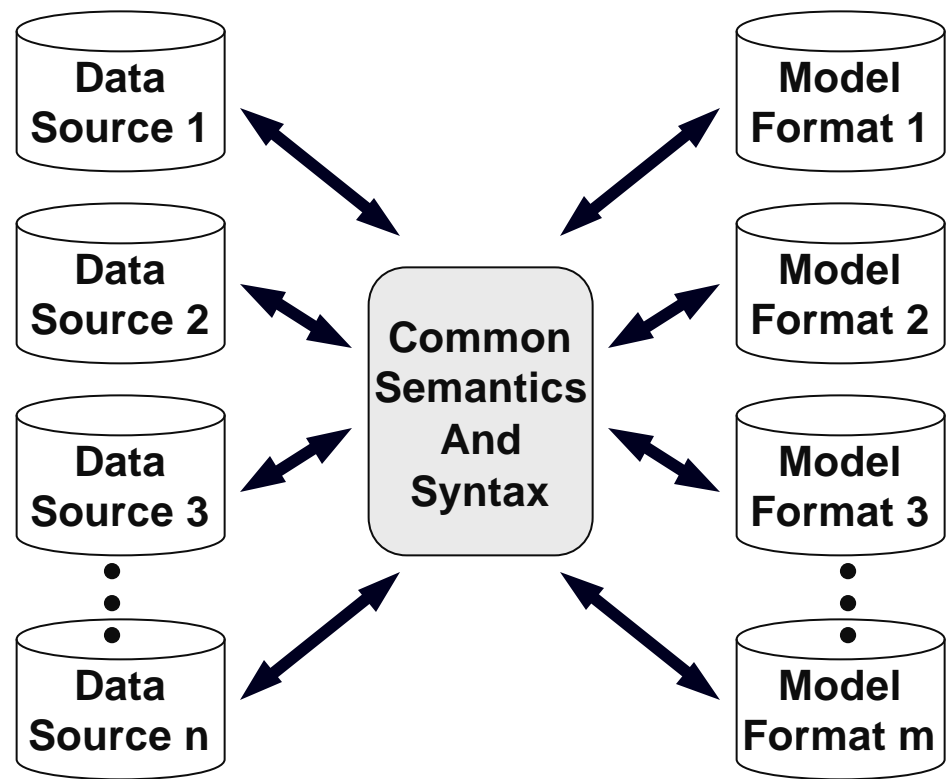 Data
Source 1
Data
Source 2
Data
Source 3
Data
Source n
Common
Semantics
And
Syntax
Model
Format 1
Model
Format 2
Model
Format 3
Model
Format m